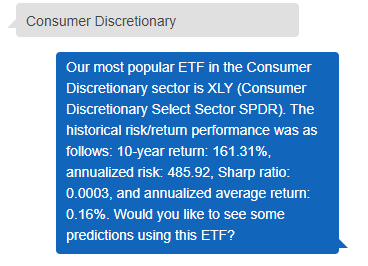 Consumer Discretionary
Our most popular ETF in the Consumer
Discretionary sector is XLY (Consumer
Discretionary Select Sector SPDR). The
historical risk/return performance was as
follows: 10-year return: 161.31%,
annualized risk: 485.92, Sharp ratio:
0.0003, and annualized average return:
0.16%. Would you like to see some
predictions using this ETF?